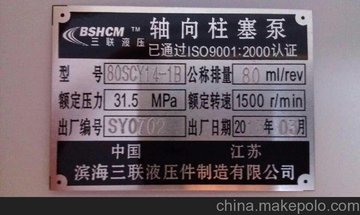 BSHCM™ 轴向柱塞泵
三联液压 已通过ISO9001:2000认证
型号 80SCY14-1B 公称排量 80 ml/rev
额定压力 31.5 MPa 额定转速 1500 r/min
出厂编号 SY0702 出厂日期 20 年 03月
中国 江苏
滨海三联液压件制造有限公司
china.makepolo.com